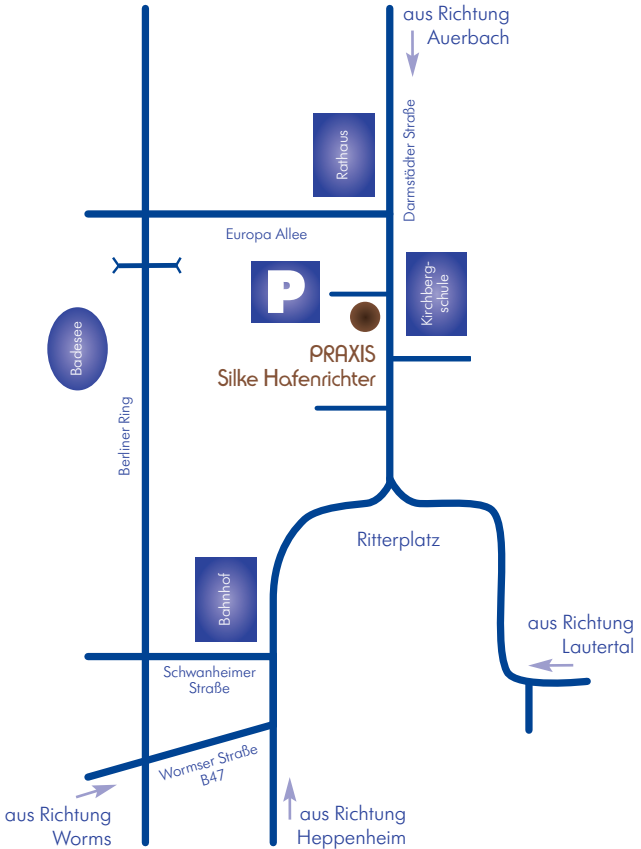 aus Richtung
Auerbach
Darmstädter Straße
Rathaus
Europa Allee
P
Kirchberg-
schule
Badesee
PRAXIS
Silke Hafenrichter
Berliner Ring
Ritterplatz
Bahnhof
aus Richtung
Lautertal
Schwanheimer
Straße
Wormser Straße
B47
aus Richtung
Worms
aus Richtung
Heppenheim